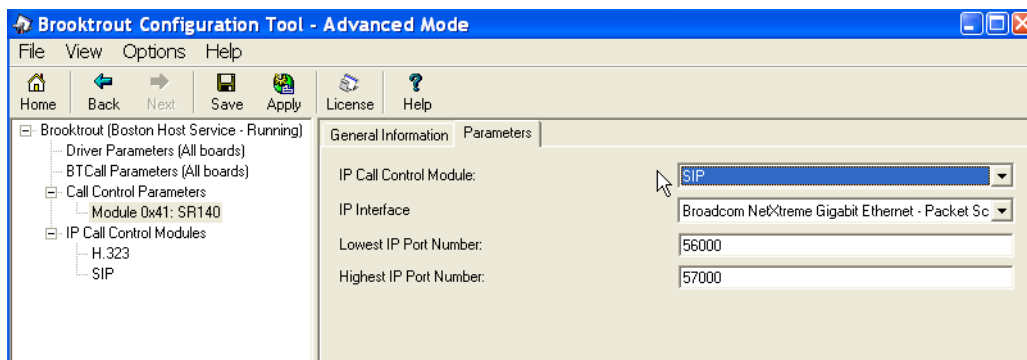 Brooktrout Configuration Tool - Advanced Mode
File View Options Help
Home Back Next Save Apply License Help
Brooktrout (Boston Host Service - Running)
Driver Parameters (All boards)
BTCall Parameters (All boards)
Call Control Parameters
Module 0x41: SR140
IP Call Control Modules
H.323
SIP
General Information Parameters
IP Call Control Module: SIP
IP Interface Broadcom NetXtreme Gigabit Ethernet - Packet Sc
Lowest IP Port Number: 56000
Highest IP Port Number: 57000